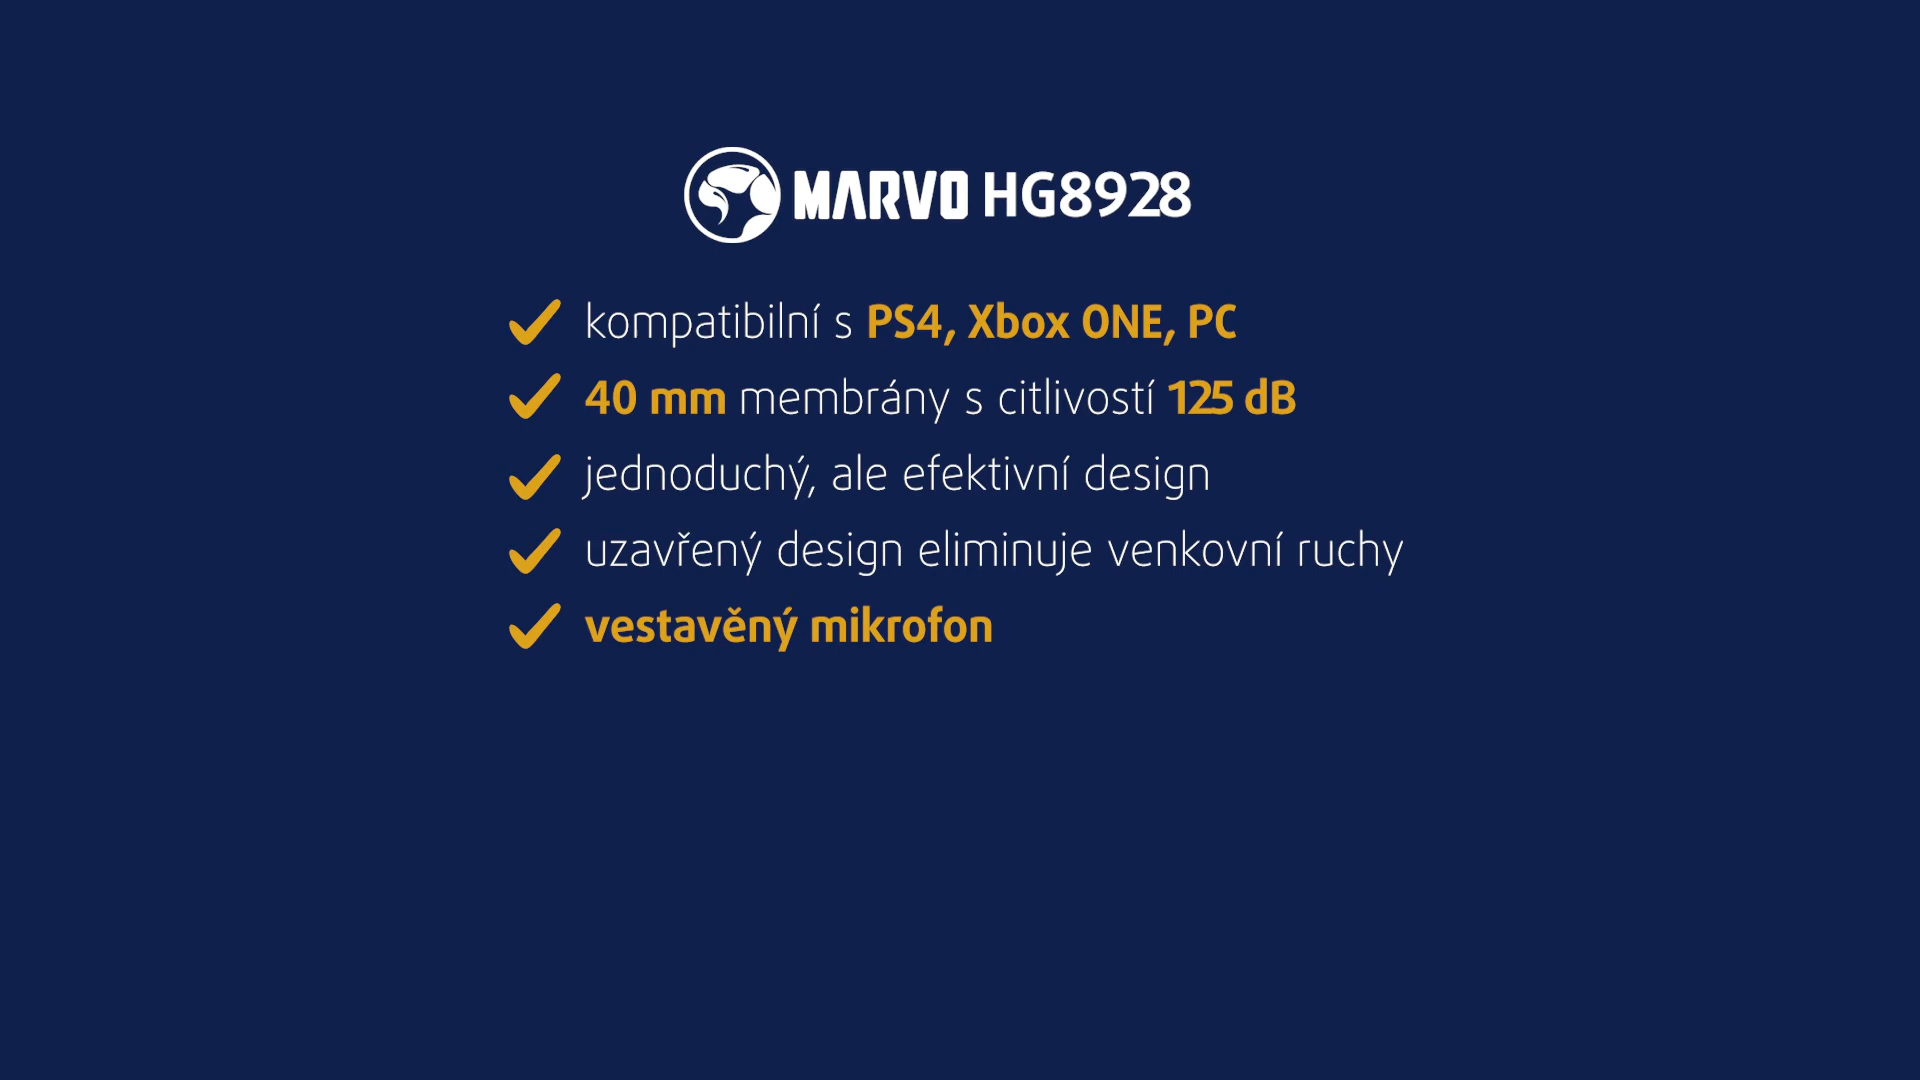 MARVO HG8928
kompatibilní s PS4, Xbox ONE, PC
40 mm membrány s citlivostí 125 dB
jednoduchý, ale efektivní design
uzavřený design eliminuje venkovní ruchy
vestavěný mikrofon